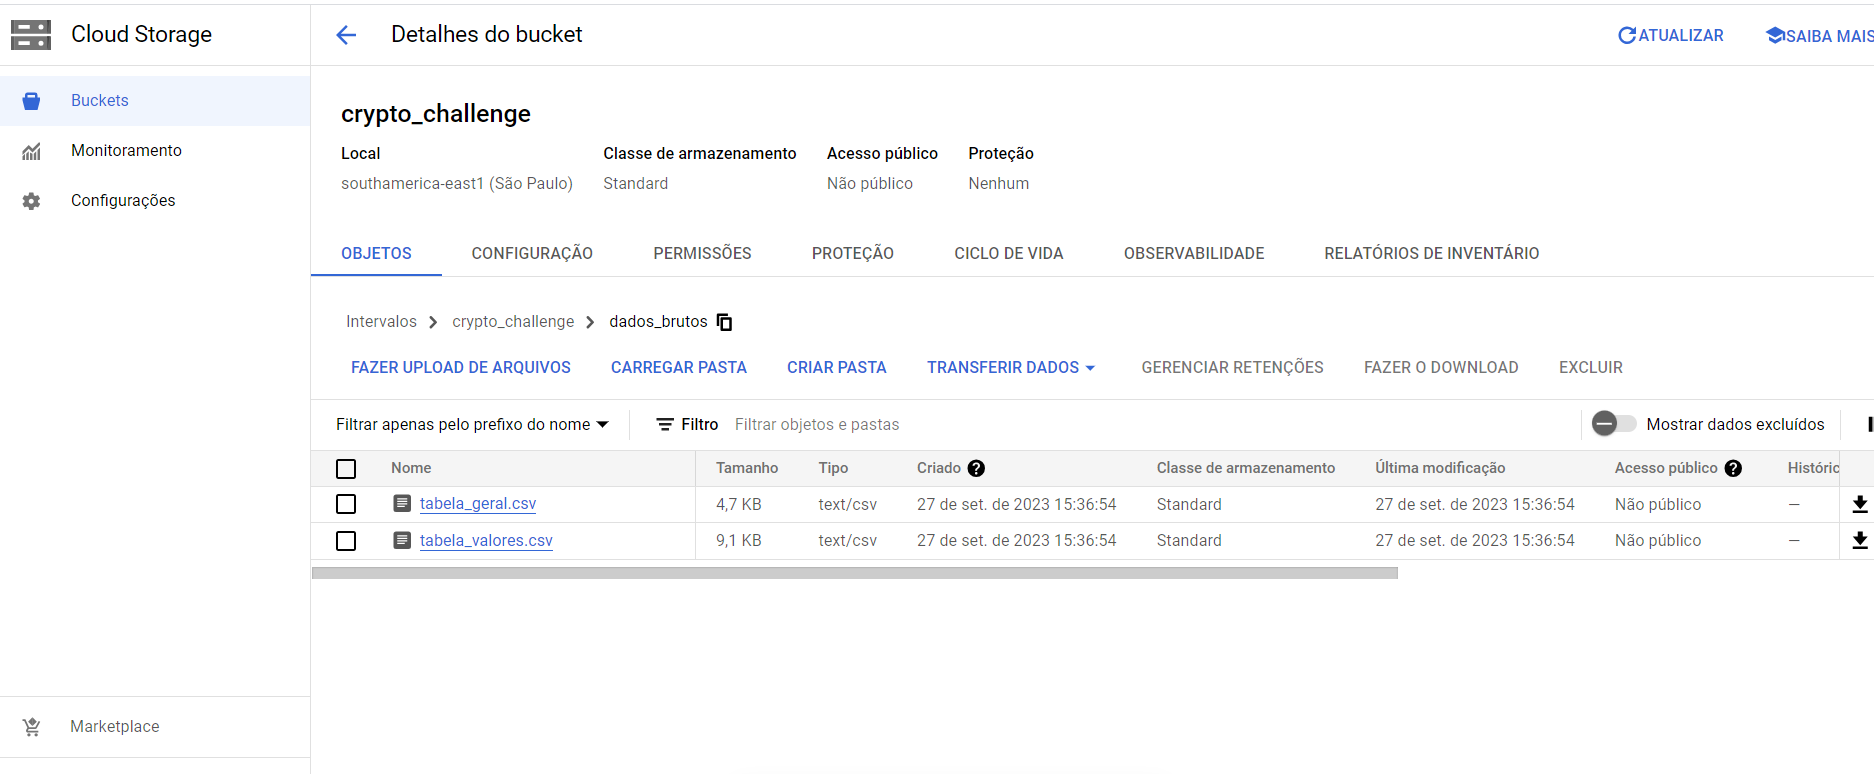 Cloud Storage
Detalhes do bucket
ATUALIZAR
SAIBA MAIS
Buckets
Monitoramento
Configurações
crypto_challenge
Local Classe de armazenamento Acesso público Proteção
southamerica-east1 (São Paulo) Standard Não público Nenhum
OBJETOS CONFIGURAÇÃO PERMISSÕES PROTEÇÃO CICLO DE VIDA OBSERVABILIDADE RELATÓRIOS DE INVENTÁRIO
Intervalos crypto_challenge dados_brutos
FAZER UPLOAD DE ARQUIVOS CARREGAR PASTA CRIAR PASTA TRANSFERIR DADOS GERENCIAR RETENÇÕES FAZER O DOWNLOAD EXCLUIR
Filtrar apenas pelo prefixo do nome Filtro Filtrar objetos e pastas Mostrar dados excluídos
Nome Tamanho Tipo Criado Classe de armazenamento Última modificação Acesso público Históric
tabela_geral.csv 4,7 KB text/csv 27 de set. de 2023 15:36:54 Standard 27 de set. de 2023 15:36:54 Não público —
tabela_valores.csv 9,1 KB text/csv 27 de set. de 2023 15:36:54 Standard 27 de set. de 2023 15:36:54 Não público —
Marketplace